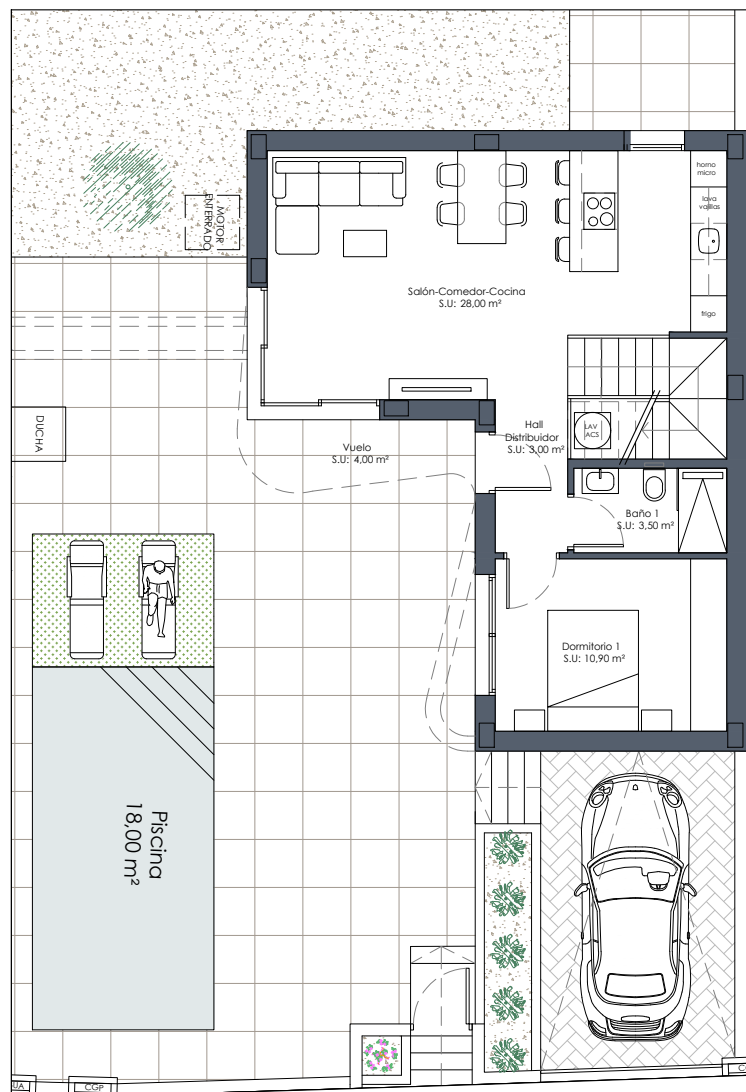 horno
micro
lava
vajillas
MOTOR
ENTERRADO
Salón-Comedor-Cocina
S.U: 28,00 m²
frigo
DUCHA
Hall
Distribuidor
S.U: 3,00 m²
LAV
ACS
Vuelo
S.U: 4,00 m²
Baño 1
S.U: 3,50 m²
Dormitorio 1
S.U: 10,90 m²
Piscina
18,00 m²
UA
CGP
C